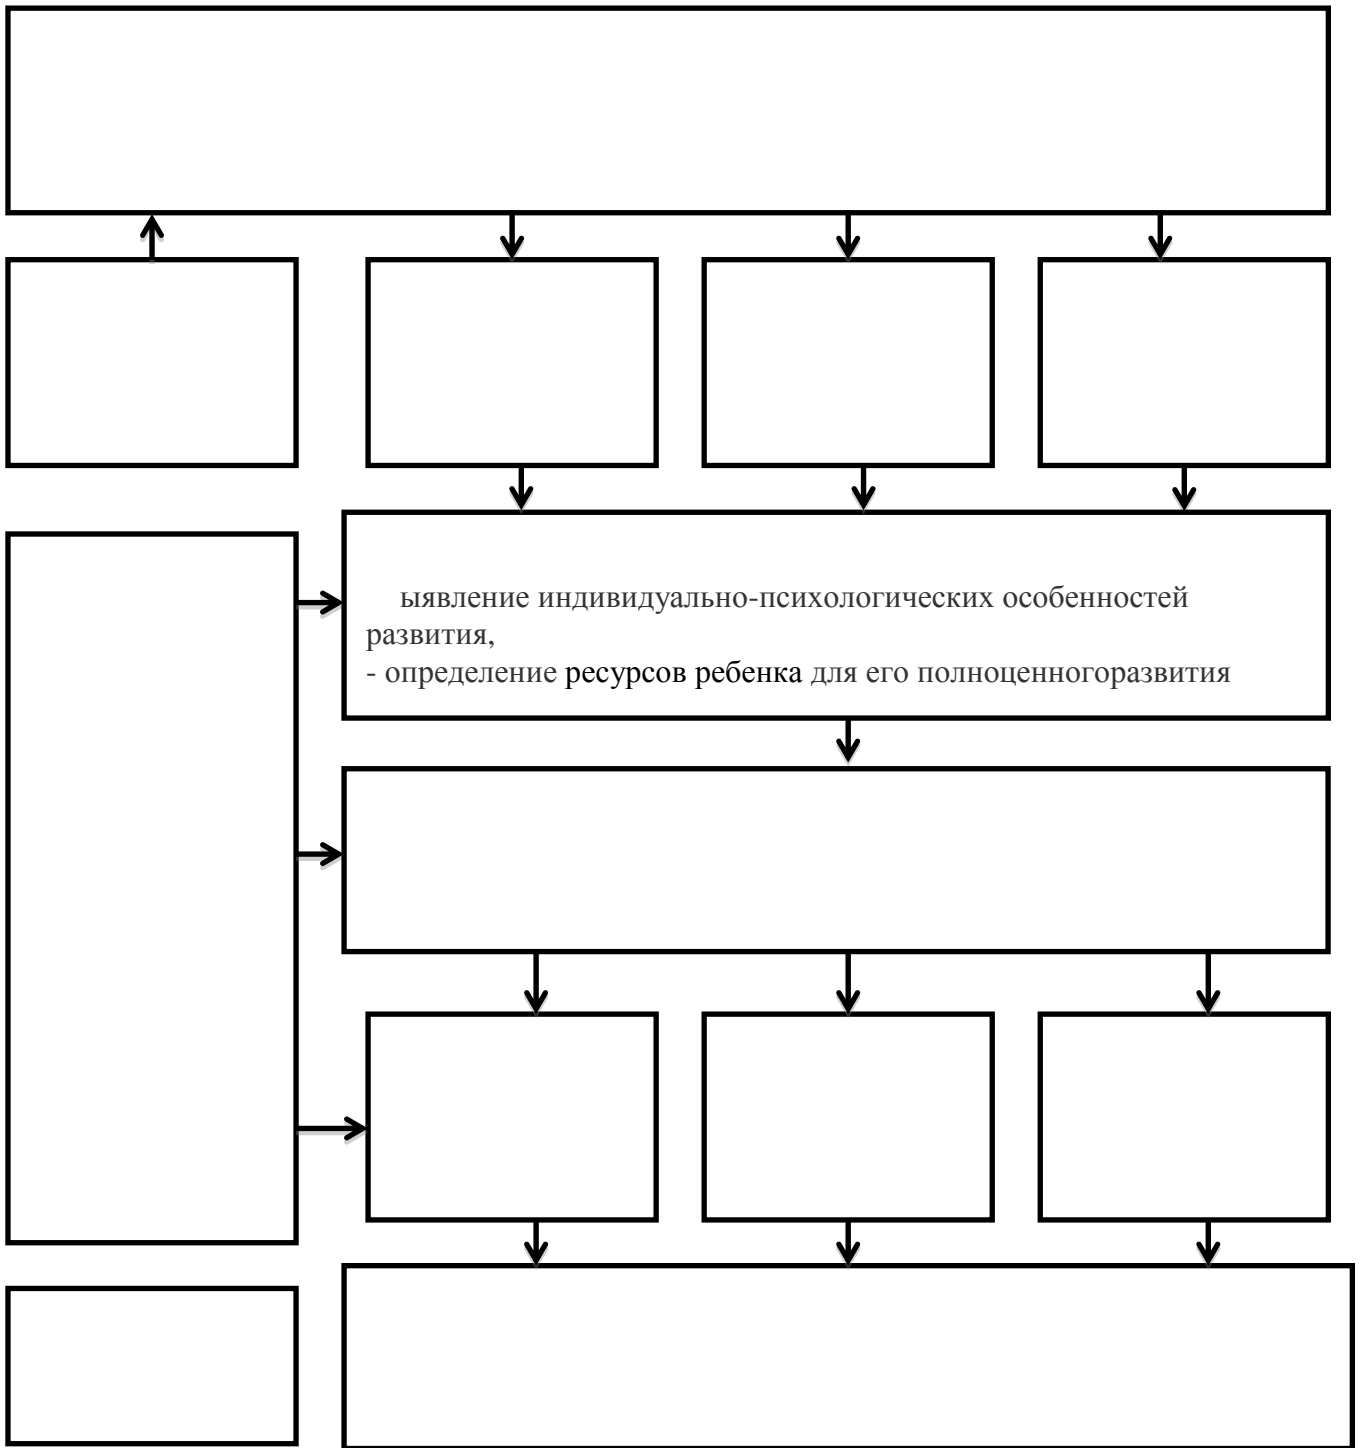 ыявление индивидуально-психологических особенностей
развития,
- определение ресурсов ребенка для его полноценногоразвития